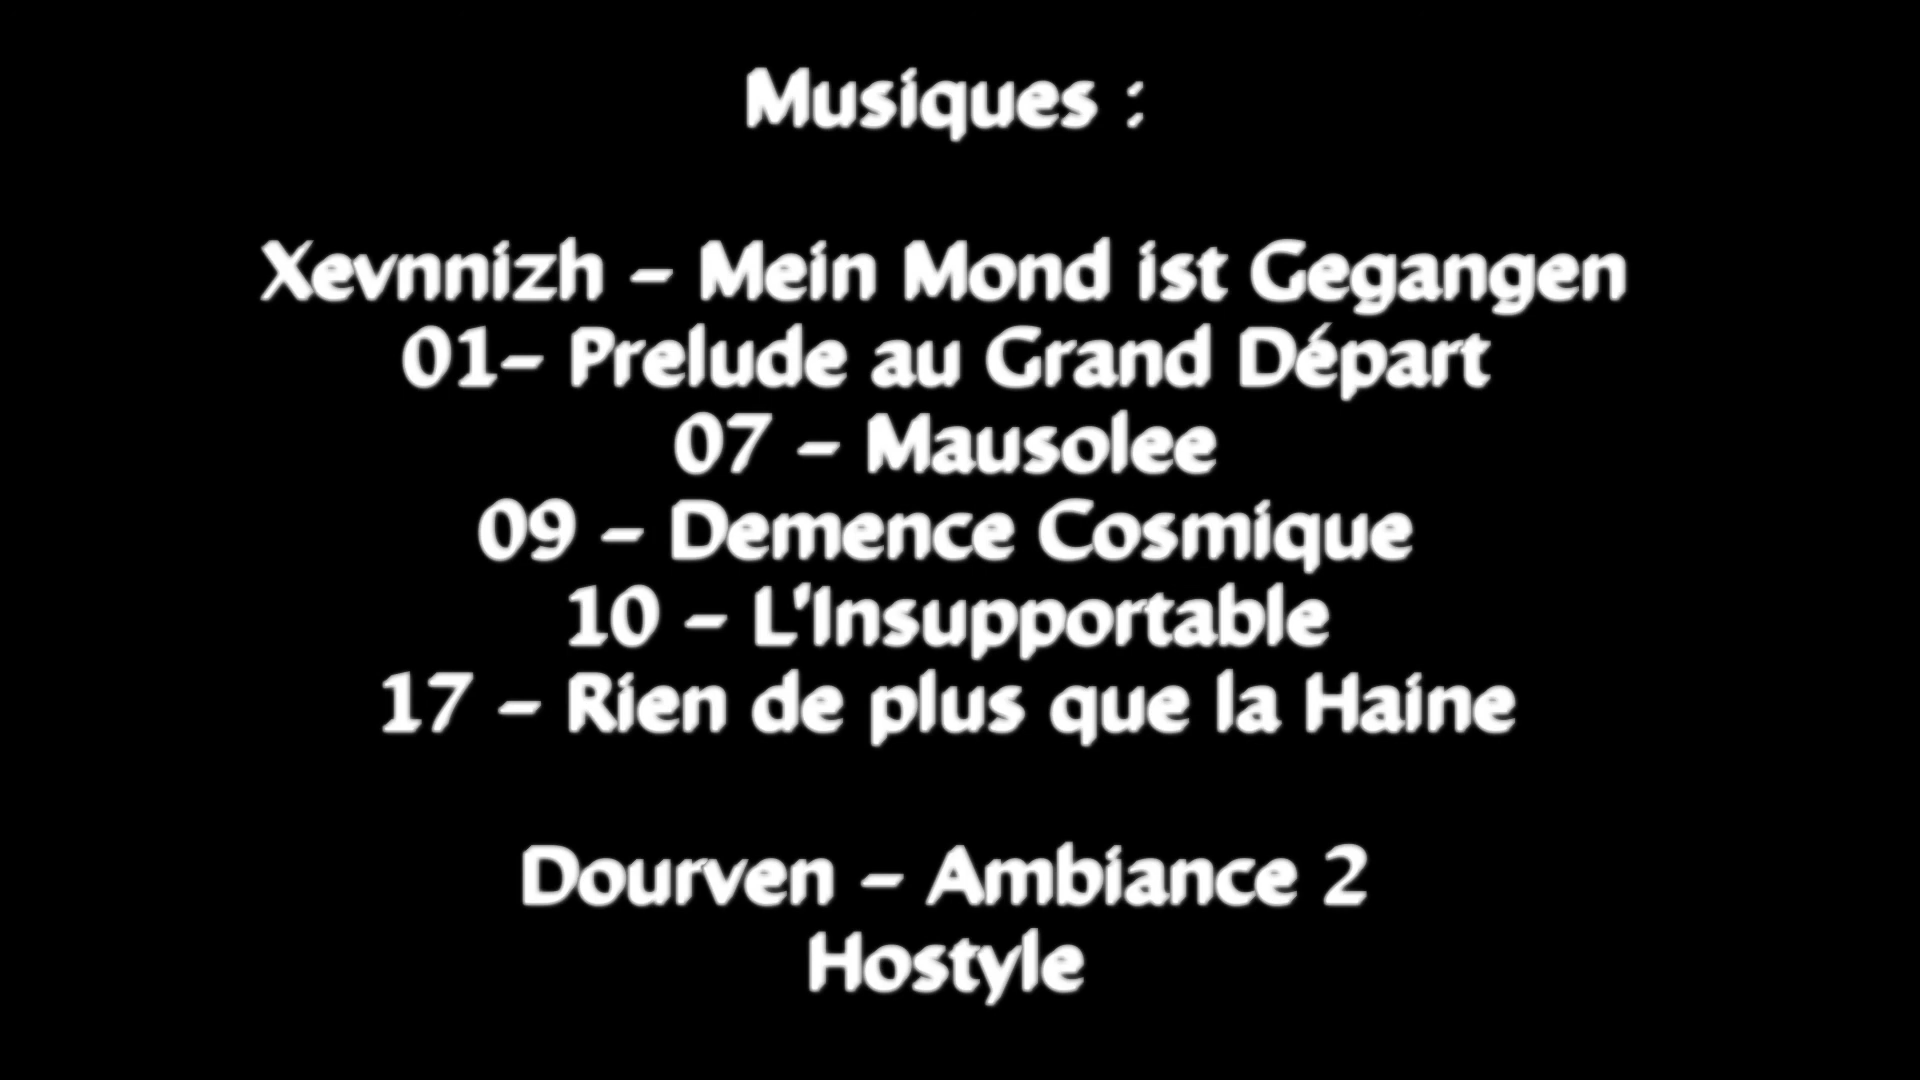 Musiques :
Xevnnizh - Mein Mond ist Gegangen
01- Prelude au Grand Départ
07 - Mausolee
09 - Demence Cosmique
10 - L'Insupportable
17 - Rien de plus que la Haine
Dourven - Ambiance 2
Hostyle